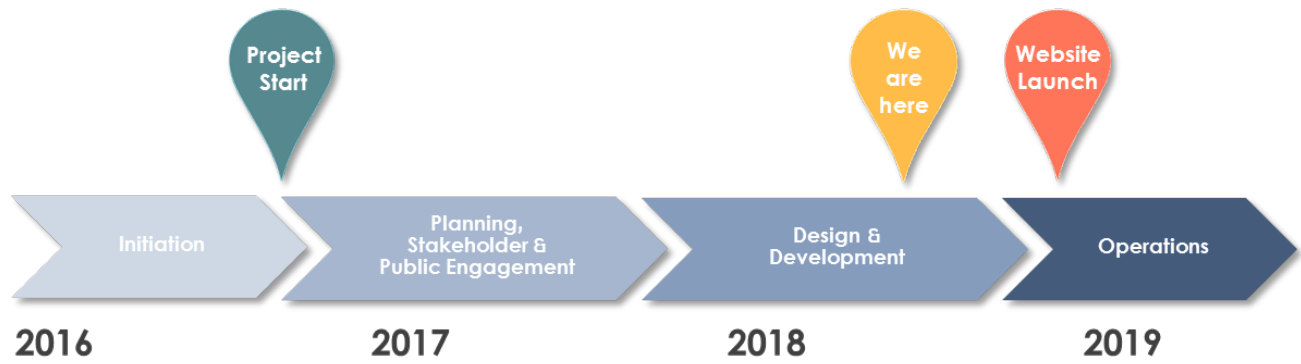 Project
Start
We
are
here
Website
Launch
Initiation
Planning,
Stakeholder &
Public Engagement
Design &
Development
Operations
2016
2017
2018
2019